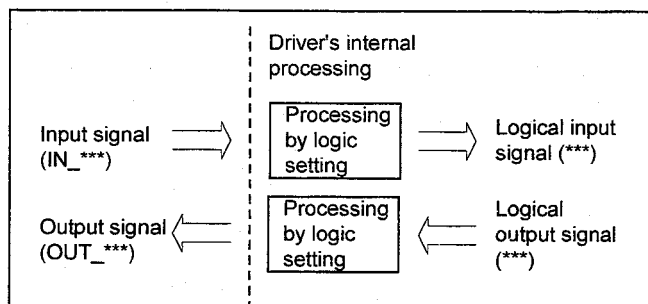 Driver's internal
processing
Input signal
(IN_***)
Processing
by logic
setting
Logical input
signal (***)
Output signal
(OUT_***)
Processing
by logic
setting
Logical
output signal
(***)